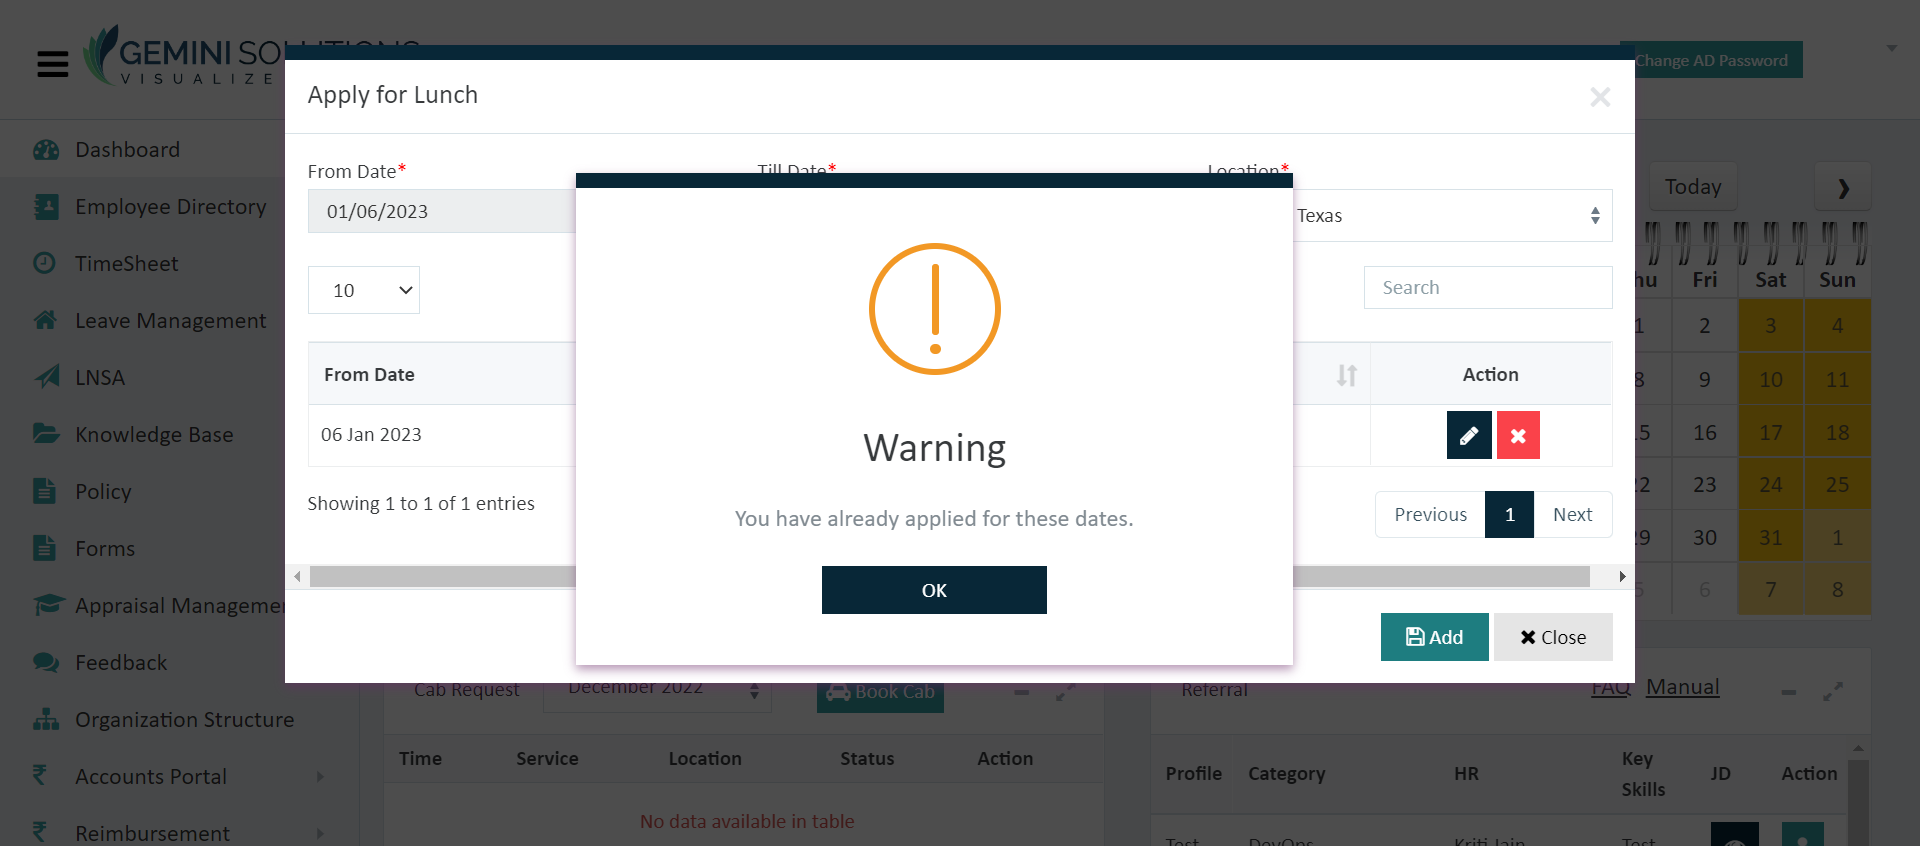 GEMINI SOLUTIONS
VISUALIZE
Change AD Password
Apply for Lunch
From Date*
Till Date*
Location*
01/06/2023
Texas
10
Search
From Date
Action
06 Jan 2023
Showing 1 to 1 of 1 entries
Previous
1
Next
Add
Close
Warning
You have already applied for these dates.
OK
Dashboard
Employee Directory
TimeSheet
Leave Management
LNSA
Knowledge Base
Policy
Forms
Appraisal Managemen
Feedback
Organization Structure
Accounts Portal
Reimbursement
Today
hu Fri Sat Sun
1 2 3 4
8 9 10 11
15 16 17 18
22 23 24 25
29 30 31 1
6 7 8
Cab Request
December 2022
Book Cab
Time Service Location Status Action
No data available in table
Referral
FAQ Manual
Profile Category HR Key Skills JD Action
Test DevOps Kriti Jain Test